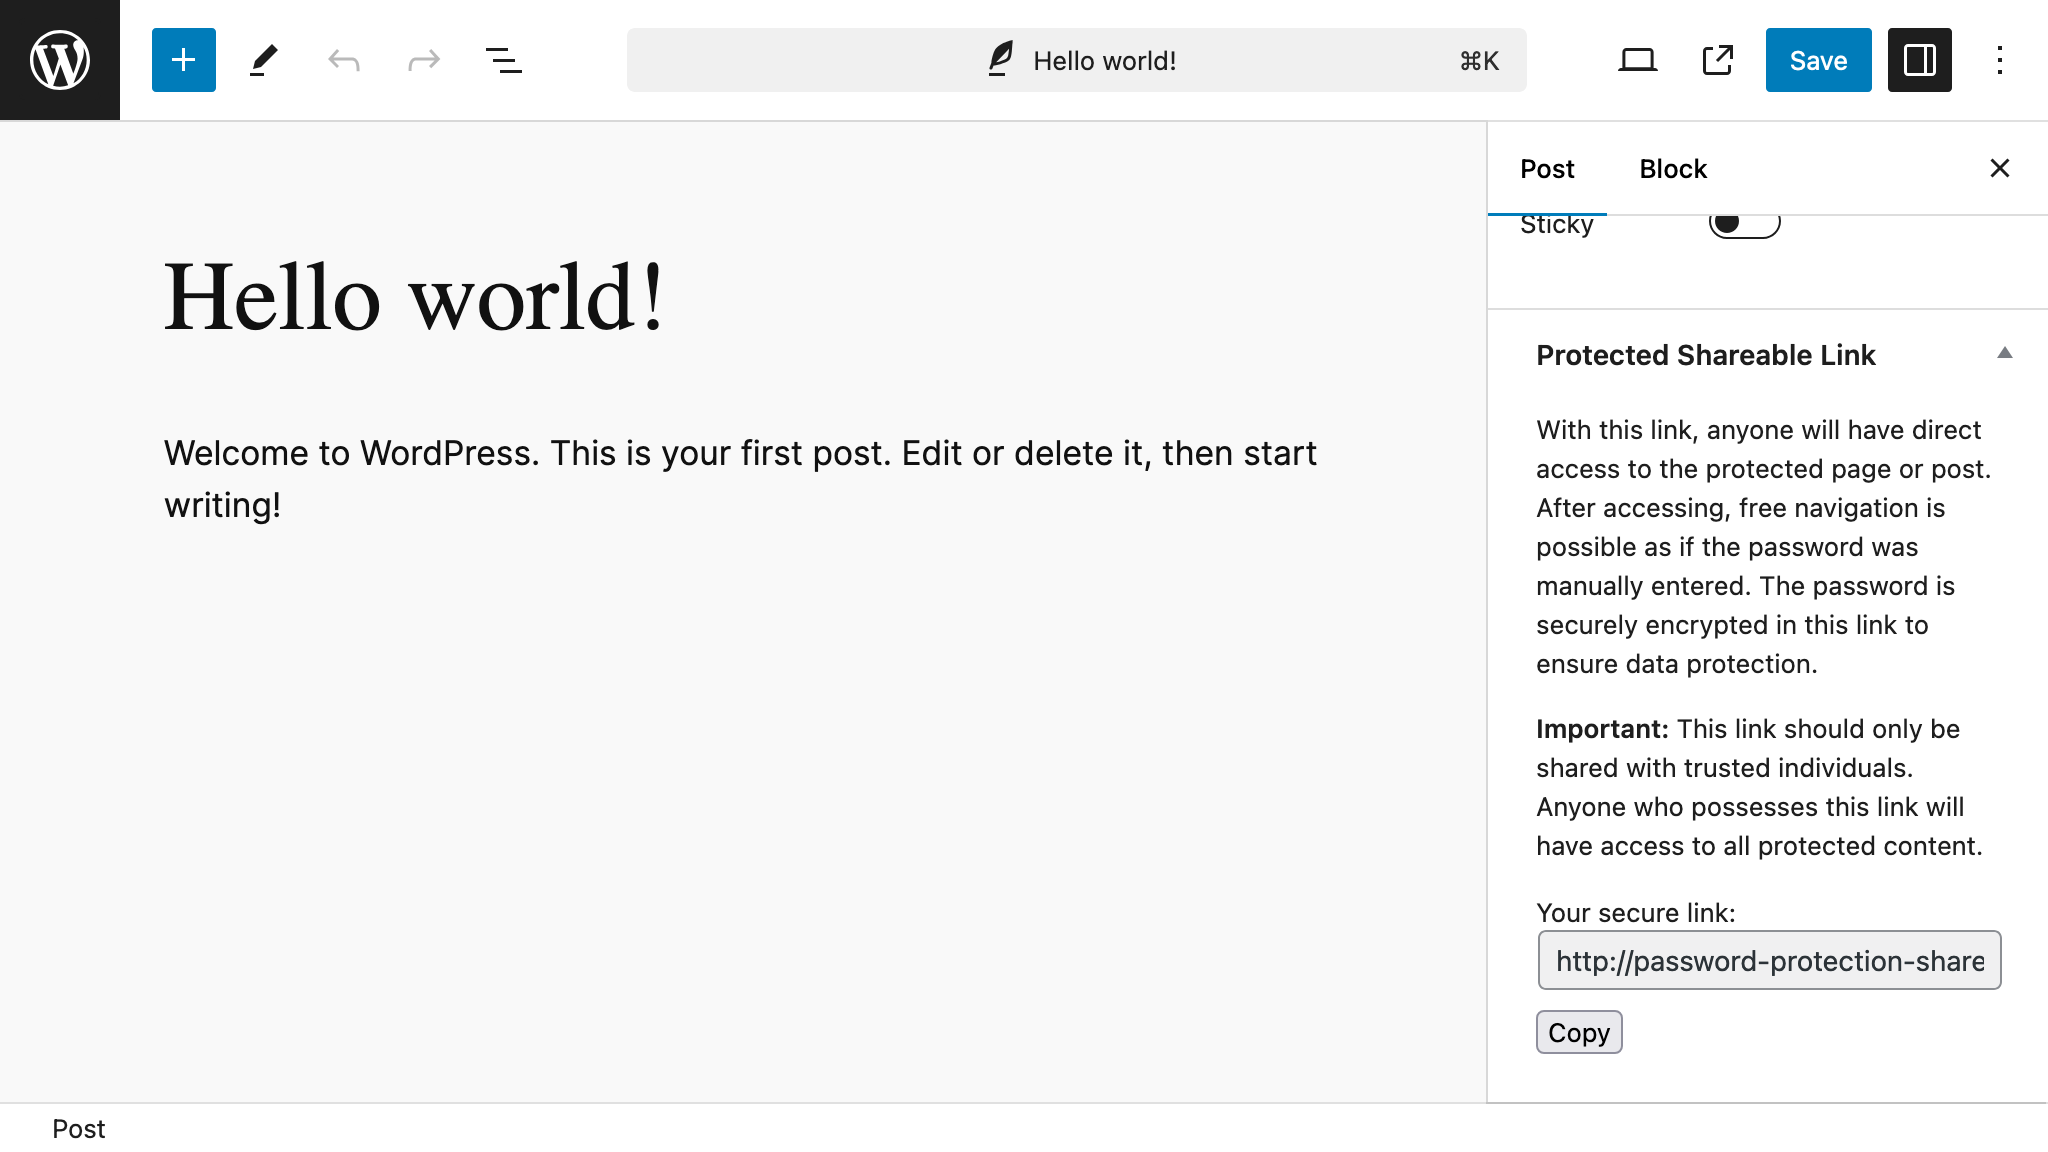 Hello world!
⌘K
Save
Post
Block
Sticky
Hello world!
Welcome to WordPress. This is your first post. Edit or delete it, then start
writing!
Protected Shareable Link
With this link, anyone will have direct
access to the protected page or post.
After accessing, free navigation is
possible as if the password was
manually entered. The password is
securely encrypted in this link to
ensure data protection.
Important: This link should only be
shared with trusted individuals.
Anyone who possesses this link will
have access to all protected content.
Your secure link:
http://password-protection-share
Copy
Post